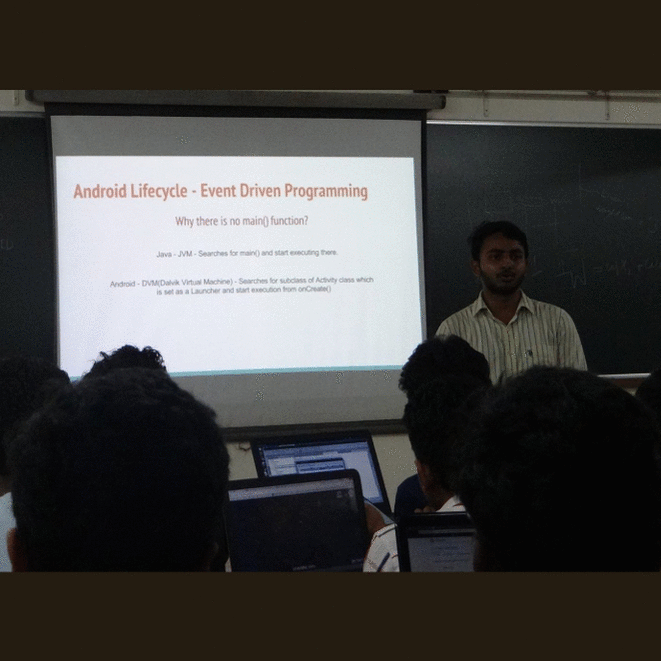 Android Lifecycle - Event Driven Programming
Why there is no main() function?
Java - JVM - Searches for main() and start executing there.
Android - DVM(Dalvik Virtual Machine) - Searches for subclass of Activity class which
is set as a Launcher and start execution from onCreate()